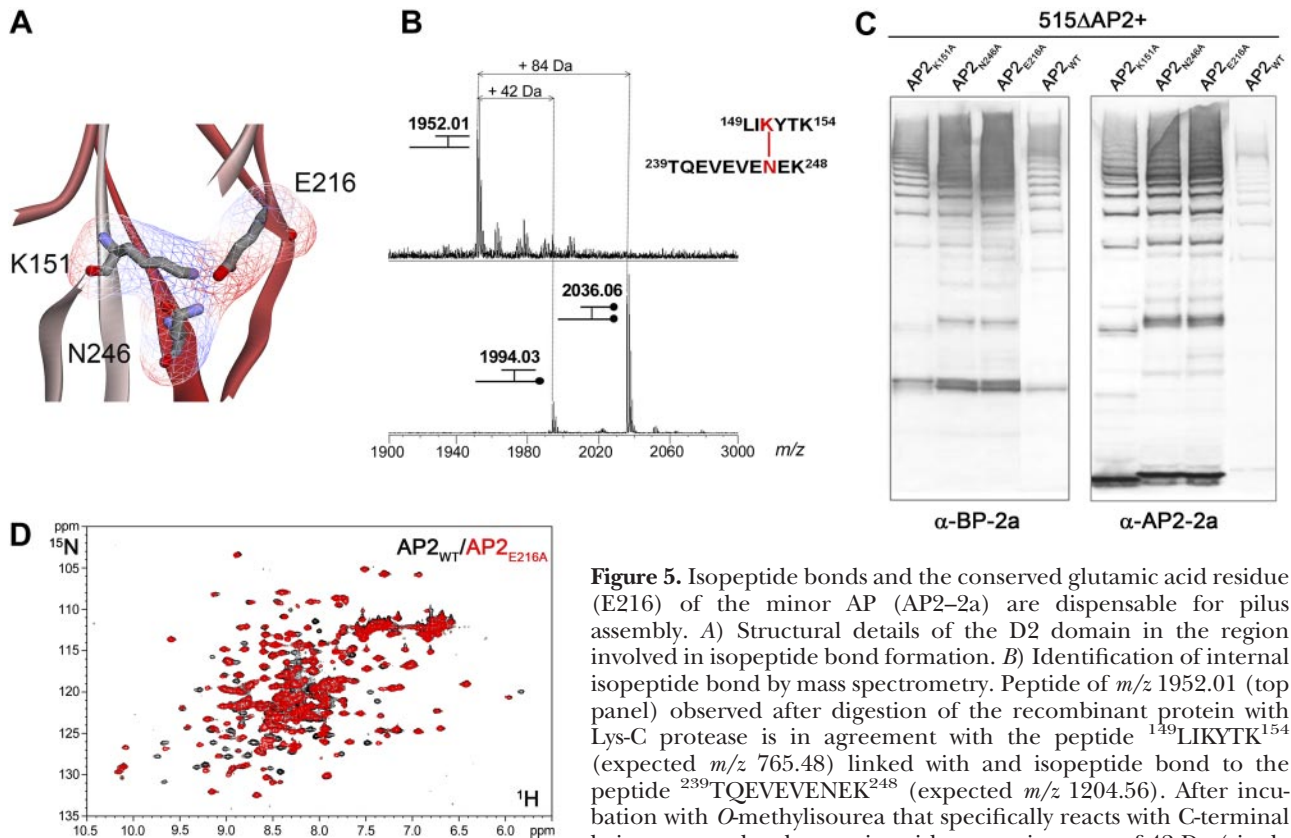 A
E216
K151
N246
B
+ 84 Da
+ 42 Da
1952.01
¹⁴⁹LIKYTK¹⁵⁴
²³⁹TQEVEVENEK²⁴⁸
2036.06
1994.03
1900 1940 1980 2020 2060 3000 m/z
C
515ΔAP2+
AP2K151A AP2N246A AP2E216A AP2WT AP2K151A AP2N246A AP2E216A AP2WT
α-BP-2a α-AP2-2a
D
ppm
¹⁵N
AP2WT/AP2E216A
105
110
115
120
125
130
135
¹H
10.5 10.0 9.5 9.0 8.5 8.0 7.5 7.0 6.5 6.0 ppm
Figure 5. Isopeptide bonds and the conserved glutamic acid residue
(E216) of the minor AP (AP2–2a) are dispensable for pilus
assembly. A) Structural details of the D2 domain in the region
involved in isopeptide bond formation. B) Identification of internal
isopeptide bond by mass spectrometry. Peptide of m/z 1952.01 (top
panel) observed after digestion of the recombinant protein with
Lys-C protease is in agreement with the peptide ¹⁴⁹LIKYTK¹⁵⁴
(expected m/z 765.48) linked with and isopeptide bond to the
peptide ²³⁹TQEVEVENEK²⁴⁸ (expected m/z 1204.56). After incu-
bation with O-methylisourea that specifically reacts with C-terminal